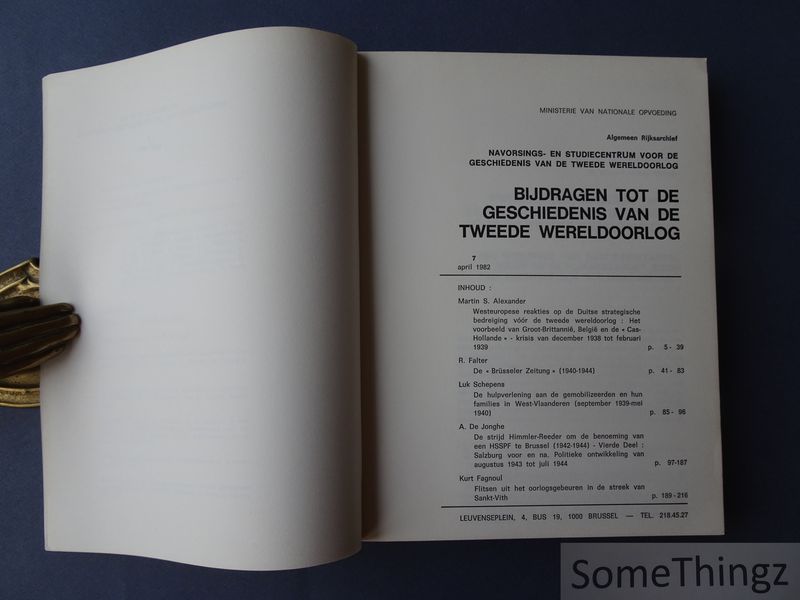 MINISTERIE VAN NATIONALE OPVOEDING
Algemeen Rijksarchief
NAVORSINGS- EN STUDIECENTRUM VOOR DE
GESCHIEDENIS VAN DE TWEEDE WERELDOORLOG
BIJDRAGEN TOT DE
GESCHIEDENIS VAN DE
TWEEDE WERELDOORLOG
7
april 1982
INHOUD :
Martin S. Alexander
Westeuropese reakties op de Duitse strategische
bedreiging vóór de tweede wereldoorlog : Het
voorbeeld van Groot-Brittannië, België en de « Cas-
Hollande » - krisis van december 1938 tot februari
1939 p. 5 - 39
R. Falter
De « Brüsseler Zeitung » (1940-1944) p. 41 - 83
Luk Schepens
De hulpverlening aan de gemobilizeerden en hun
families in West-Vlaanderen (september 1939-mei
1940) p. 85 - 96
A. De Jonghe
De strijd Himmler-Reeder om de benoeming van
een HSSPF te Brussel (1942-1944) - Vierde Deel :
Salzburg voor en na. Politieke ontwikkeling van
augustus 1943 tot juli 1944 p. 97-187
Kurt Fagnoul
Flitsen uit het oorlogsgebeuren in de streek van
Sankt-Vith p. 189 - 216
LEUVENSEPLEIN, 4, BUS 19, 1000 BRUSSEL — TEL. 218.45.27
SomeThingz